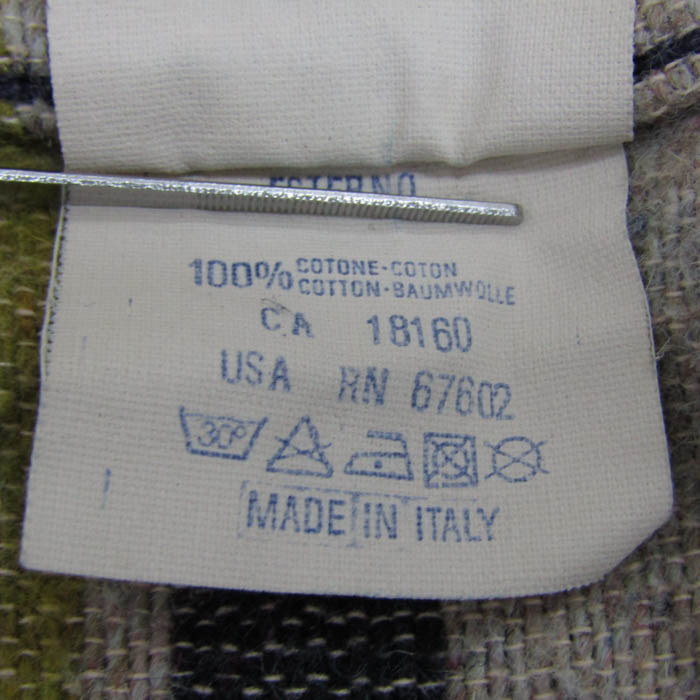 ESTERNO
100% COTONE-COTON
COTTON-BAUMWOLLE
CA 18160
USA RN 67602
30°
MADE IN ITALY